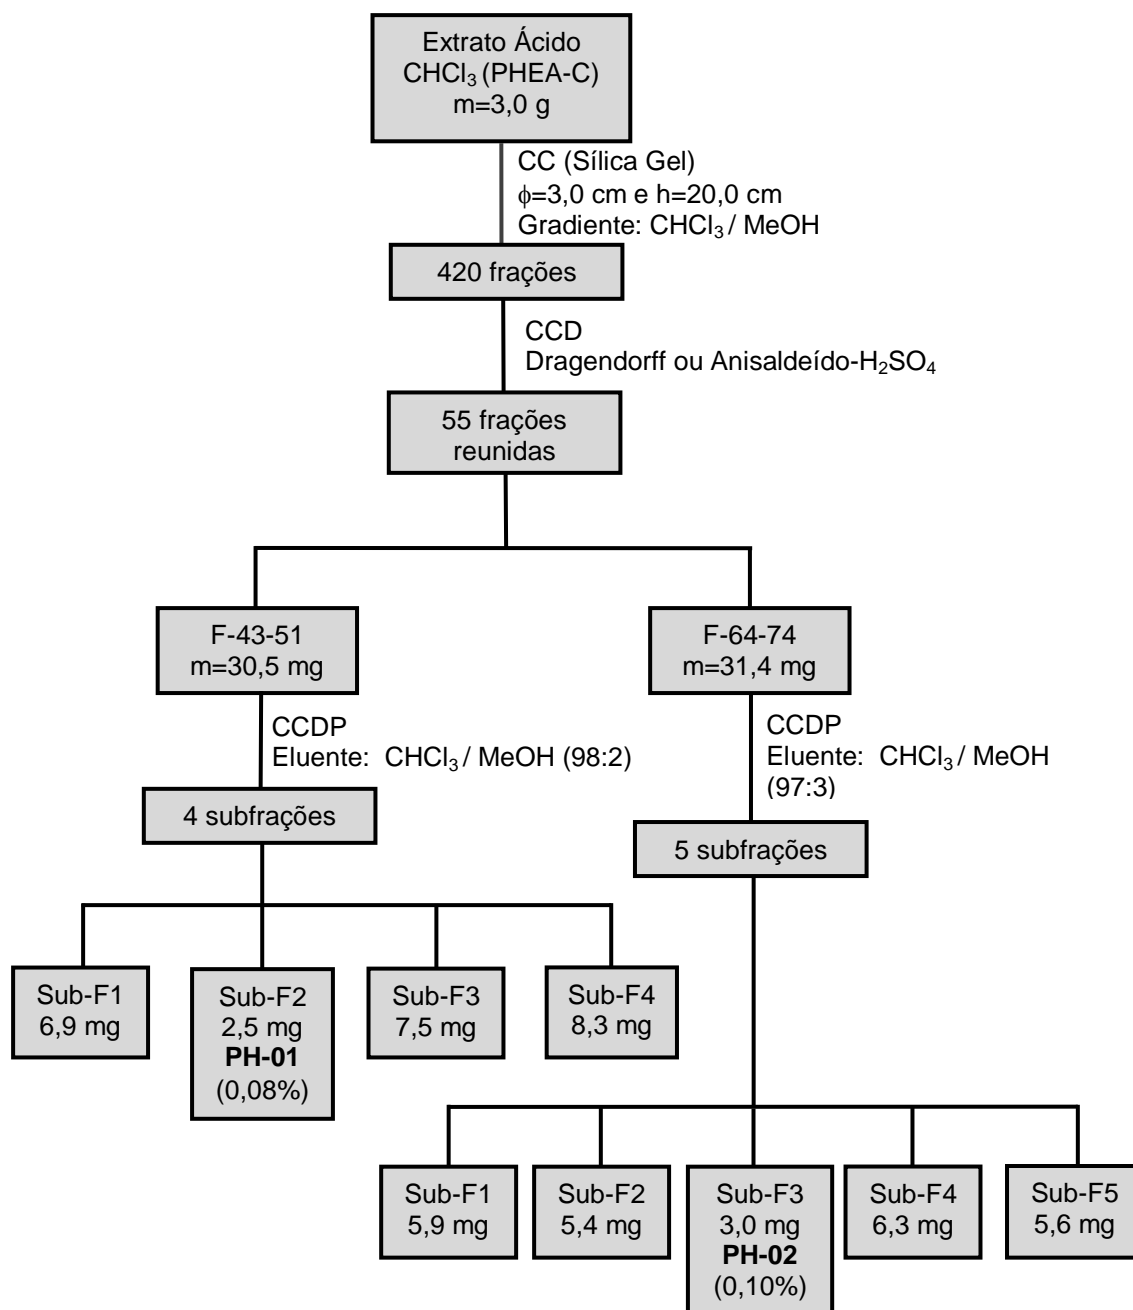 Extrato Ácido
CHCl₃ (PHEA-C)
m=3,0 g
CC (Sílica Gel)
ϕ=3,0 cm e h=20,0 cm
Gradiente: CHCl₃ / MeOH
420 frações
CCD
Dragendorff ou Anisaldeído-H₂SO₄
55 frações
reunidas
F-43-51
m=30,5 mg
F-64-74
m=31,4 mg
CCDP
Eluente: CHCl₃ / MeOH (98:2)
CCDP
Eluente: CHCl₃ / MeOH
(97:3)
4 subfrações
5 subfrações
Sub-F1
6,9 mg
Sub-F2
2,5 mg
PH-01
(0,08%)
Sub-F3
7,5 mg
Sub-F4
8,3 mg
Sub-F1
5,9 mg
Sub-F2
5,4 mg
Sub-F3
3,0 mg
PH-02
(0,10%)
Sub-F4
6,3 mg
Sub-F5
5,6 mg